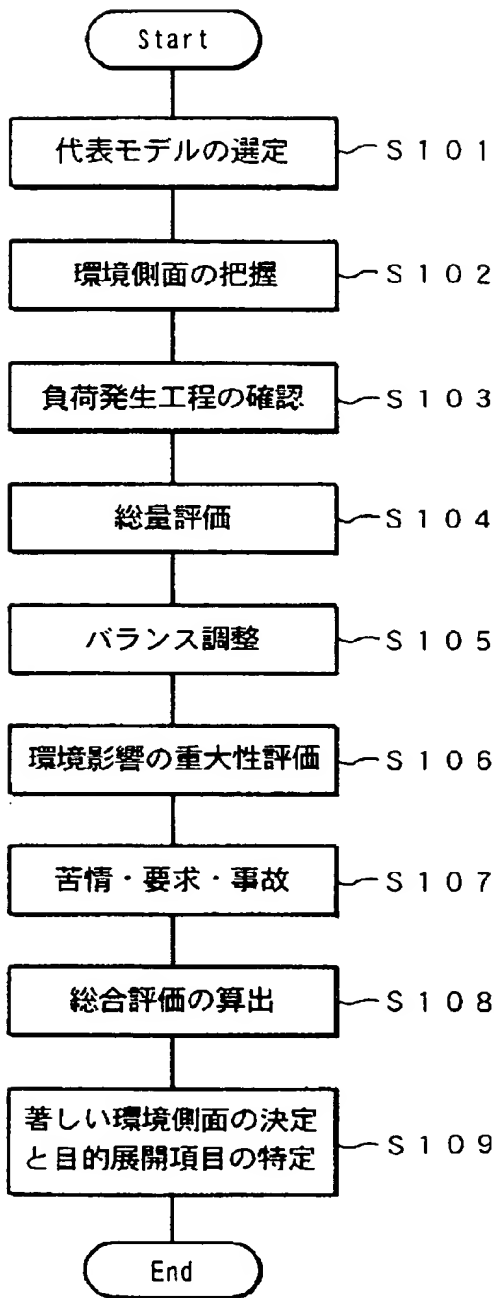 Start
代表モデルの選定 S101
環境側面の把握 S102
負荷発生工程の確認 S103
総量評価 S104
バランス調整 S105
環境影響の重大性評価 S106
苦情・要求・事故 S107
総合評価の算出 S108
著しい環境側面の決定
と目的展開項目の特定 S109
End